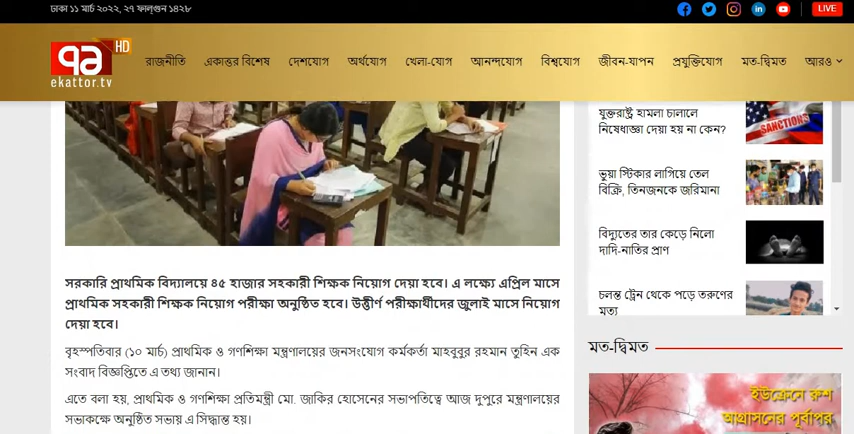 ঢাকা ১১ মার্চ ২০২২, ২৭ ফাল্গুন ১৪২৮
LIVE
৭১ HD
ekattor.tv
রাজনীতি একাত্তর বিশেষ দেশযোগ অর্থযোগ খেলা-যোগ আনন্দযোগ বিশ্বযোগ জীবন-যাপন প্রযুক্তিযোগ মত-দ্বিমত আরও
সরকারি প্রাথমিক বিদ্যালয়ে ৪৫ হাজার সহকারী শিক্ষক নিয়োগ দেয়া হবে। এ লক্ষ্যে এপ্রিল মাসে
প্রাথমিক সহকারী শিক্ষক নিয়োগ পরীক্ষা অনুষ্ঠিত হবে। উত্তীর্ণ পরীক্ষার্থীদের জুলাই মাসে নিয়োগ
দেয়া হবে।
বৃহস্পতিবার (১০ মার্চ) প্রাথমিক ও গণশিক্ষা মন্ত্রণালয়ের জনসংযোগ কর্মকর্তা মাহবুবুর রহমান তুহিন এক
সংবাদ বিজ্ঞপ্তিতে এ তথ্য জানান।
এতে বলা হয়, প্রাথমিক ও গণশিক্ষা প্রতিমন্ত্রী মো. জাকির হোসেনের সভাপতিত্বে আজ দুপুরে মন্ত্রণালয়ের
সভাকক্ষে অনুষ্ঠিত সভায় এ সিদ্ধান্ত হয়।
যুক্তরাষ্ট্র হামলা চালালে
নিষেধাজ্ঞা দেয়া হয় না কেন?
SANCTIONS
ভুয়া স্টিকার লাগিয়ে তেল
বিক্রি, তিনজনকে জরিমানা
বিদ্যুতের তার কেড়ে নিলো
দাদি-নাতির প্রাণ
চলন্ত ট্রেন থেকে পড়ে তরুণের
মৃত্যু
মত-দ্বিমত
ইউক্রেনে রুশ
আগ্রাসনের পূর্বাপর